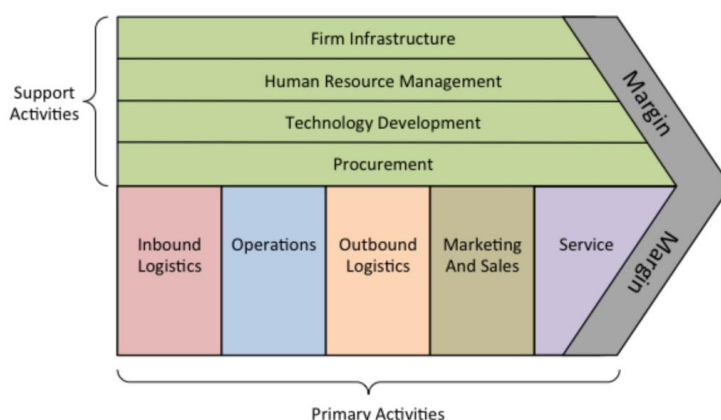 Firm Infrastructure
Human Resource Management
Support
Activities
Technology Development
Procurement
Margin
Inbound
Logistics
Operations
Outbound
Logistics
Marketing
And Sales
Service
Margin
Primary Activities